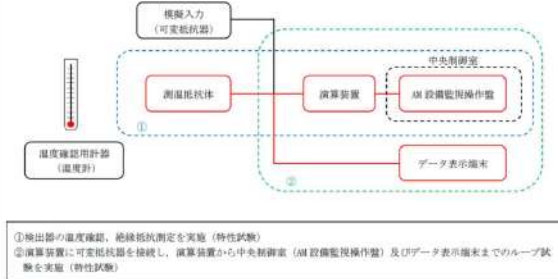 模擬入力
（可変抵抗器）
中央制御室
測温抵抗体
演算装置
AM 設備監視操作盤
①
温度確認用計器
（温度計）
データ表示端末
②
①検出器の温度確認、絶縁抵抗測定を実施（特性試験）
②演算装置に可変抵抗器を接続し、演算装置から中央制御室（AM 設備監視操作盤）及びデータ表示端末までのループ試
験を実施（特性試験）